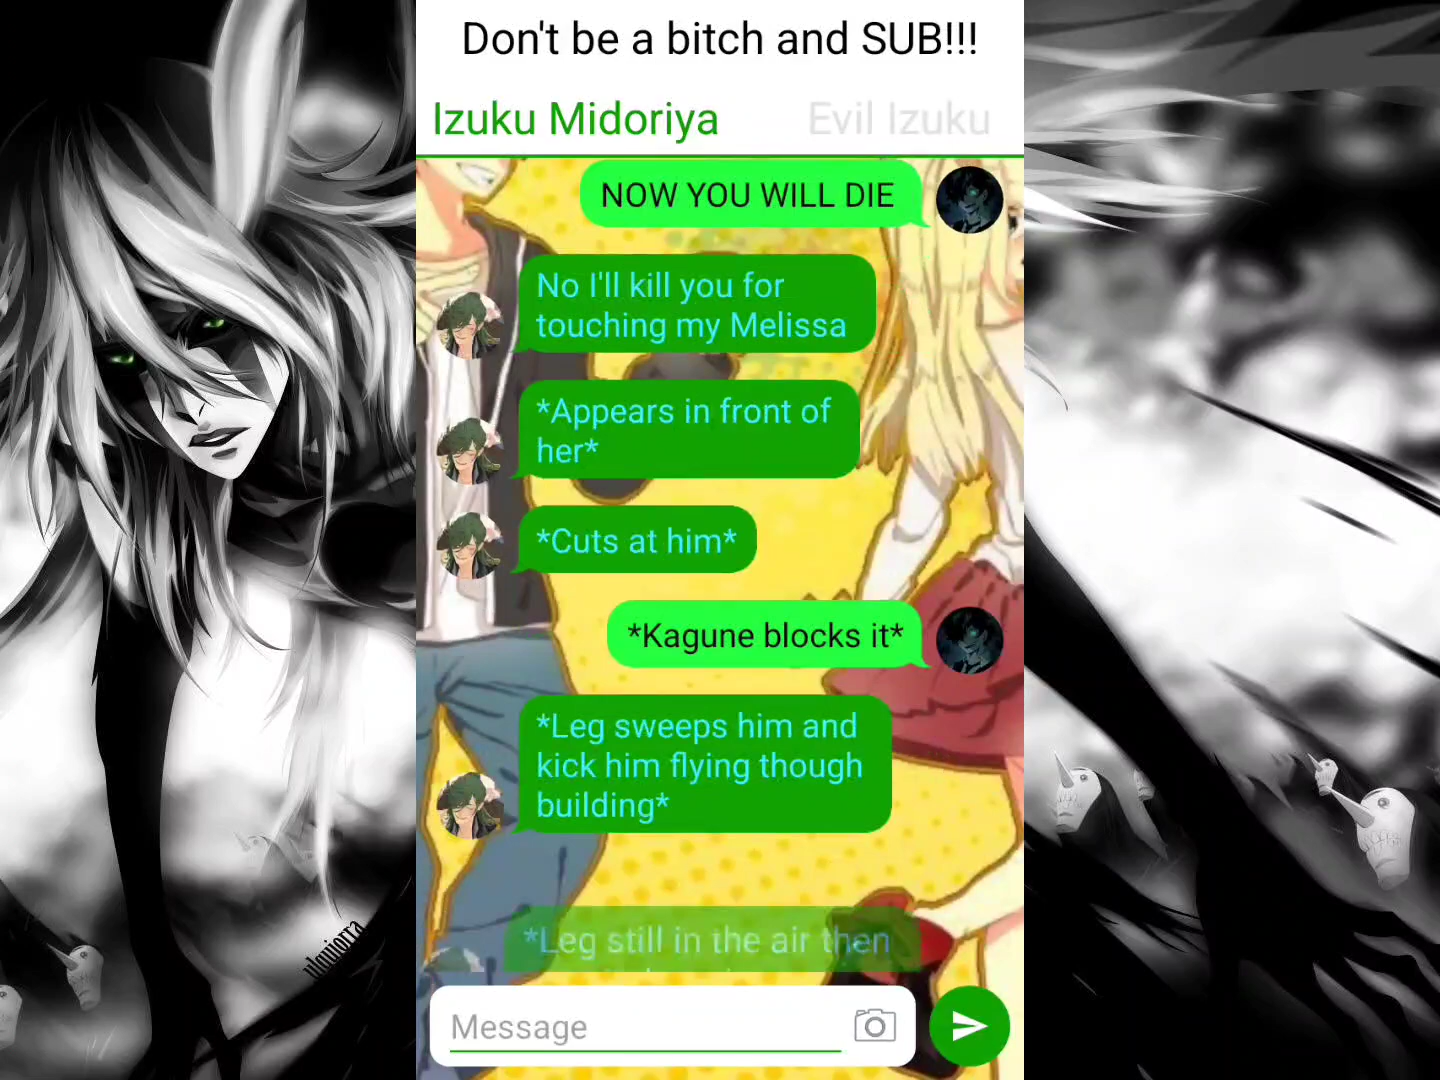 Don't be a bitch and SUB!!!
Izuku Midoriya
Evil Izuku
NOW YOU WILL DIE
No I'll kill you for
touching my Melissa
*Appears in front of
her*
*Cuts at him*
*Kagune blocks it*
*Leg sweeps him and
kick him flying though
building*
*Leg still in the air then
Message
ulquiorra